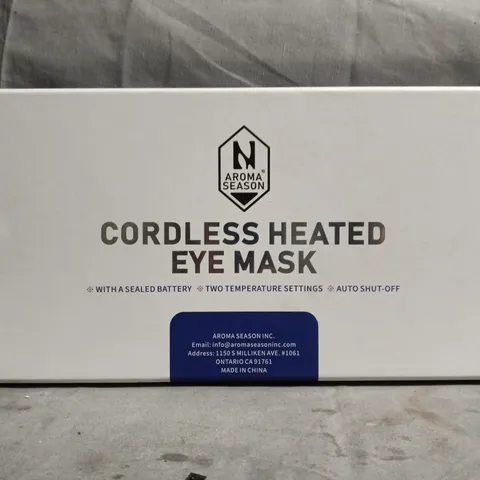 N
AROMA
SEASON®
CORDLESS HEATED
EYE MASK
❉ WITH A SEALED BATTERY ❉ TWO TEMPERATURE SETTINGS ❉ AUTO SHUT-OFF
AROMA SEASON INC.
Email: info@aromaseasoninc.com
Address: 1150 S MILLIKEN AVE. #1061
ONTARIO CA 91761
MADE IN CHINA